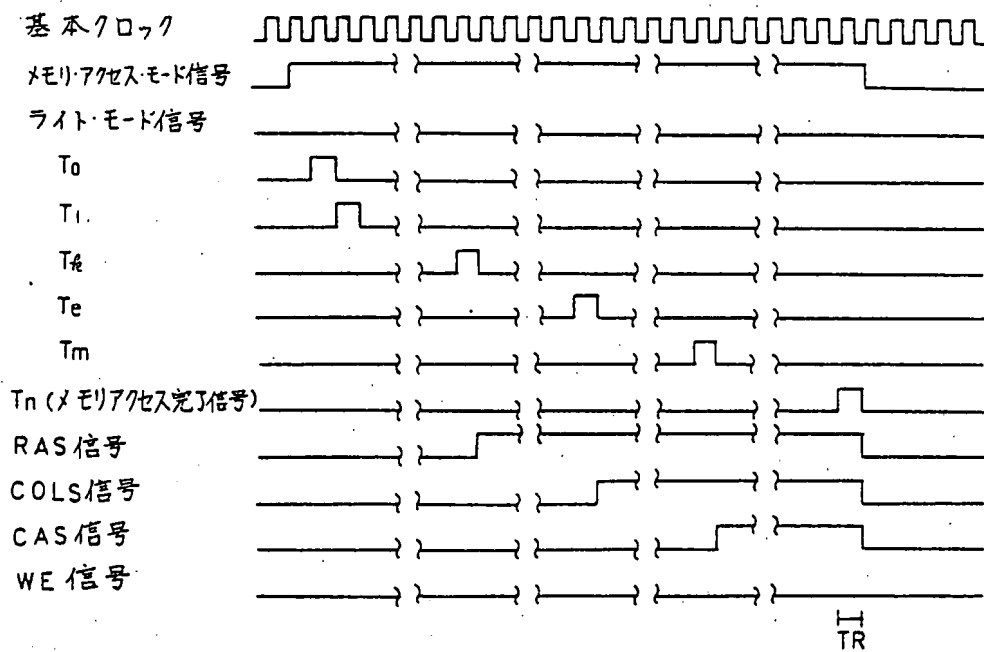 基本クロック
メモリ・アクセス・モード信号
ライト・モード信号
T0
T1.
Tk
Te
Tm
Tn (メモリアクセス完了信号)
RAS信号
COLS信号
CAS信号
WE信号
TR